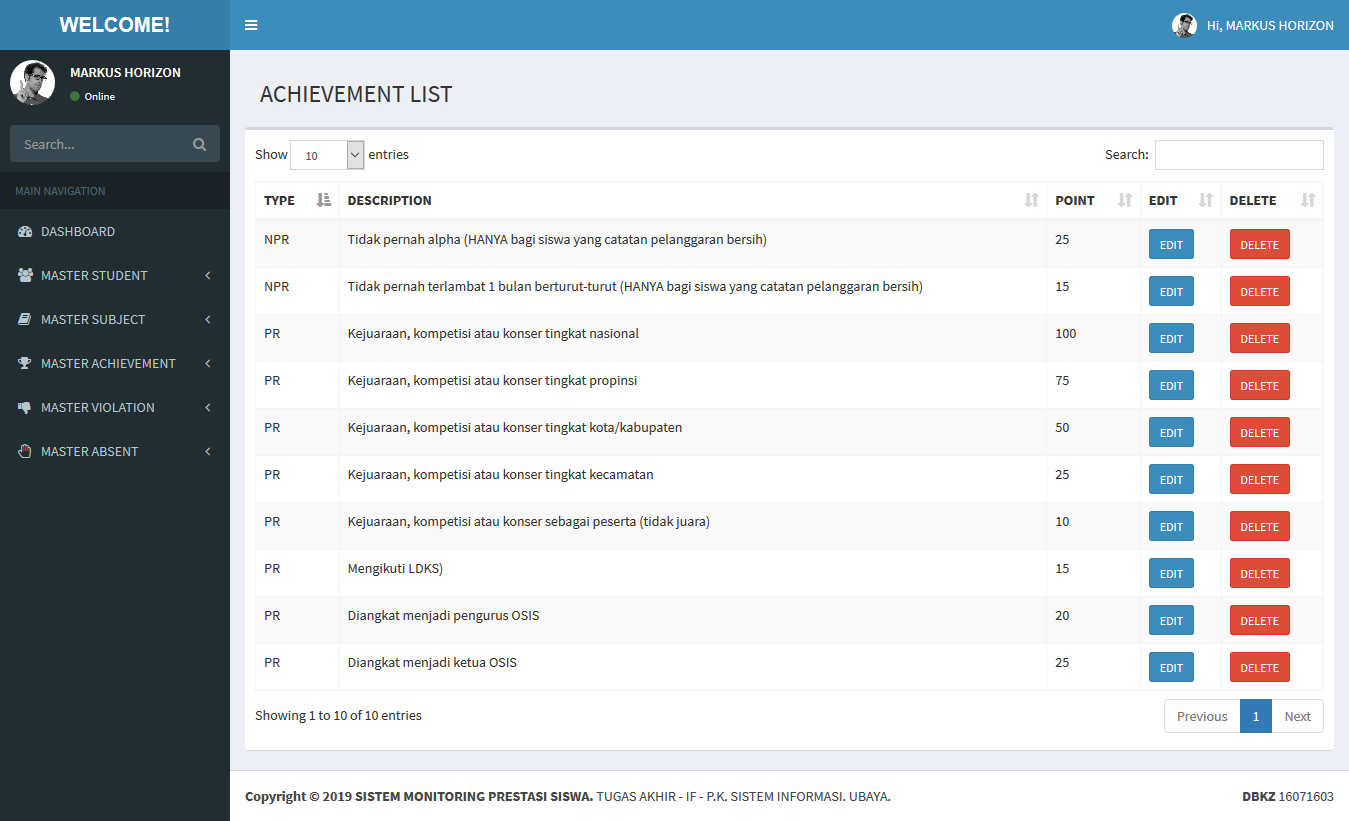 WELCOME!
Hi, MARKUS HORIZON
MARKUS HORIZON
Online
Search...
MAIN NAVIGATION
DASHBOARD
MASTER STUDENT
MASTER SUBJECT
MASTER ACHIEVEMENT
MASTER VIOLATION
MASTER ABSENT
ACHIEVEMENT LIST
Show 10 entries
Search:
TYPE DESCRIPTION POINT EDIT DELETE
NPR Tidak pernah alpha (HANYA bagi siswa yang catatan pelanggaran bersih) 25 EDIT DELETE
NPR Tidak pernah terlambat 1 bulan berturut-turut (HANYA bagi siswa yang catatan pelanggaran bersih) 15 EDIT DELETE
PR Kejuaraan, kompetisi atau konser tingkat nasional 100 EDIT DELETE
PR Kejuaraan, kompetisi atau konser tingkat propinsi 75 EDIT DELETE
PR Kejuaraan, kompetisi atau konser tingkat kota/kabupaten 50 EDIT DELETE
PR Kejuaraan, kompetisi atau konser tingkat kecamatan 25 EDIT DELETE
PR Kejuaraan, kompetisi atau konser sebagai peserta (tidak juara) 10 EDIT DELETE
PR Mengikuti LDKS) 15 EDIT DELETE
PR Diangkat menjadi pengurus OSIS 20 EDIT DELETE
PR Diangkat menjadi ketua OSIS 25 EDIT DELETE
Showing 1 to 10 of 10 entries
Previous 1 Next
Copyright © 2019 SISTEM MONITORING PRESTASI SISWA. TUGAS AKHIR - IF - P.K. SISTEM INFORMASI. UBAYA.
DBKZ 16071603